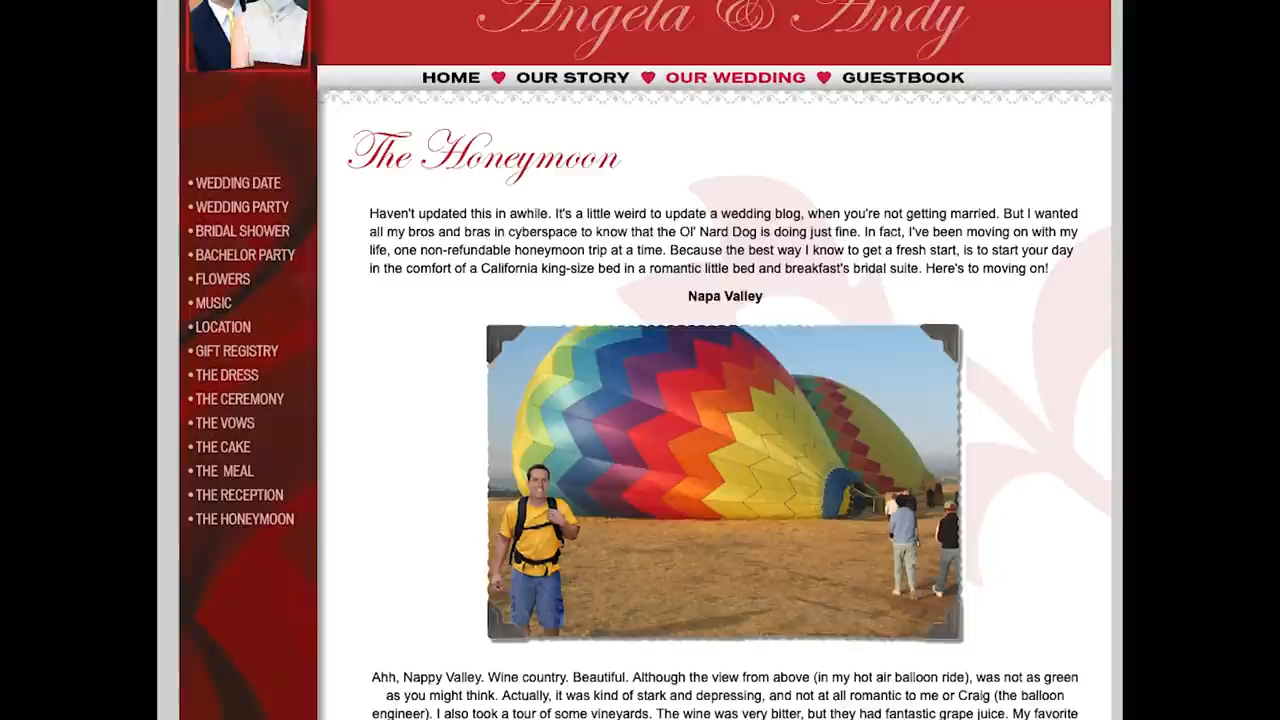 Angela & Andy
HOME OUR STORY OUR WEDDING GUESTBOOK
• WEDDING DATE
• WEDDING PARTY
• BRIDAL SHOWER
• BACHELOR PARTY
• FLOWERS
• MUSIC
• LOCATION
• GIFT REGISTRY
• THE DRESS
• THE CEREMONY
• THE VOWS
• THE CAKE
• THE MEAL
• THE RECEPTION
• THE HONEYMOON
The Honeymoon
Haven't updated this in awhile. It's a little weird to update a wedding blog, when you're not getting married. But I wanted
all my bros and bras in cyberspace to know that the Ol' Nard Dog is doing just fine. In fact, I've been moving on with my
life, one non-refundable honeymoon trip at a time. Because the best way I know to get a fresh start, is to start your day
in the comfort of a California king-size bed in a romantic little bed and breakfast's bridal suite. Here's to moving on!
Napa Valley
Ahh, Nappy Valley. Wine country. Beautiful. Although the view from above (in my hot air balloon ride), was not as green
as you might think. Actually, it was kind of stark and depressing, and not at all romantic to me or Craig (the balloon
engineer). I also took a tour of some vineyards. The wine was very bitter, but they had fantastic grape juice. My favorite